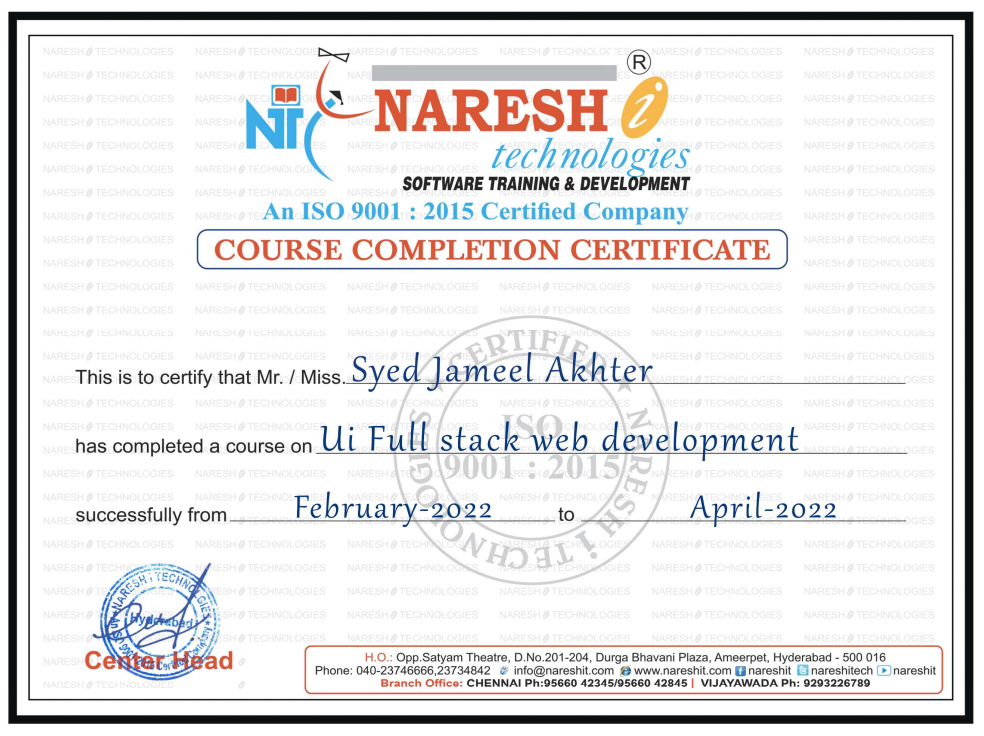 NIT
NARESH i ®
technologies
SOFTWARE TRAINING & DEVELOPMENT
An ISO 9001 : 2015 Certified Company
COURSE COMPLETION CERTIFICATE
This is to certify that Mr. / Miss. Syed Jameel Akhter
has completed a course on Ui Full stack web development
successfully from February-2022 to April-2022
CERTIFIED ★ NARESH i TECHNOLOGIES
ISO
9001 : 2015
NARESH i TECHNOLOGIES
Hyderabad
Center Head
H.O.: Opp.Satyam Theatre, D.No.201-204, Durga Bhavani Plaza, Ameerpet, Hyderabad - 500 016
Phone: 040-23746666,23734842 info@nareshit.com www.nareshit.com nareshit nareshitech nareshit
Branch Office: CHENNAI Ph:95660 42345/95660 42845 | VIJAYAWADA Ph: 9293226789